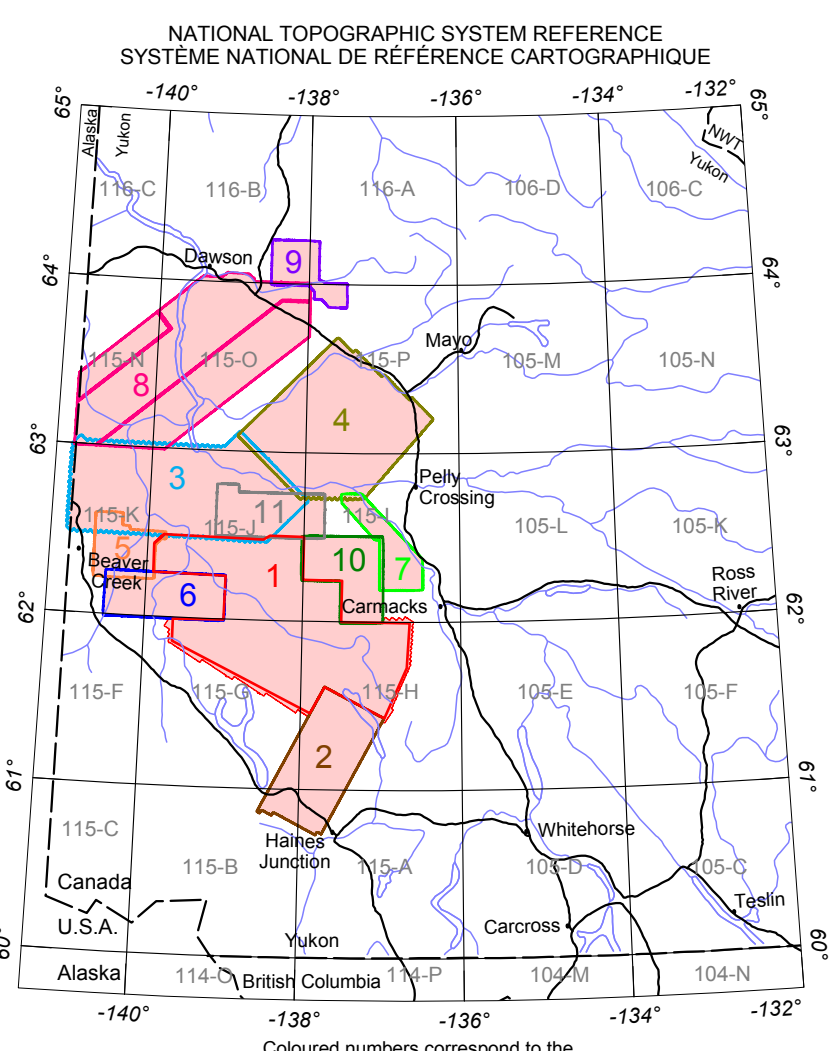 NATIONAL TOPOGRAPHIC SYSTEM REFERENCE
SYSTÈME NATIONAL DE RÉFÉRENCE CARTOGRAPHIQUE
-140°
-138°
-136°
-134°
-132°
65°
65°
Alaska
Yukon
NWT
Yukon
116-C
116-B
116-A
106-D
106-C
Dawson
9
64°
64°
Mayo
115-N
115-O
115-P
105-M
105-N
8
4
63°
63°
3
Pelly
Crossing
115-K
115-J
11
115-I
105-L
105-K
5
Beaver
Creek
10
7
1
6
Ross
River
Carmacks
62°
62°
115-F
115-G
115-H
105-E
105-F
2
61°
61°
115-C
Whitehorse
Haines
Junction
115-B
115-A
105-D
105-C
Canada
U.S.A.
Teslin
Carcross
Yukon
60°
60°
Alaska
114-O
British Columbia
114-P
104-M
104-N
-140°
-138°
-136°
-134°
-132°
Coloured numbers correspond to the